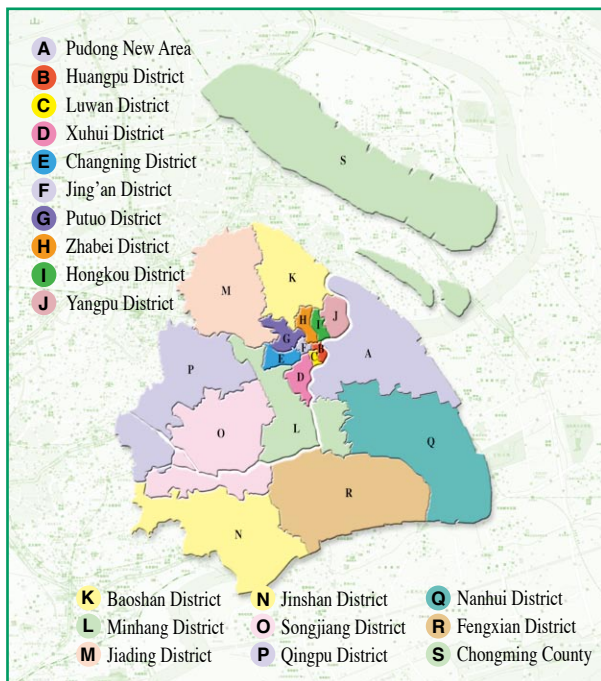 A Pudong New Area
B Huangpu District
C Luwan District
D Xuhui District
E Changning District
F Jing'an District
G Putuo District
H Zhabei District
I Hongkou District
J Yangpu District
S
K
M
H
I
J
G
F
B
E
C
A
P
D
O
L
Q
R
N
K Baoshan District
L Minhang District
M Jiading District
N Jinshan District
O Songjiang District
P Qingpu District
Q Nanhui District
R Fengxian District
S Chongming County